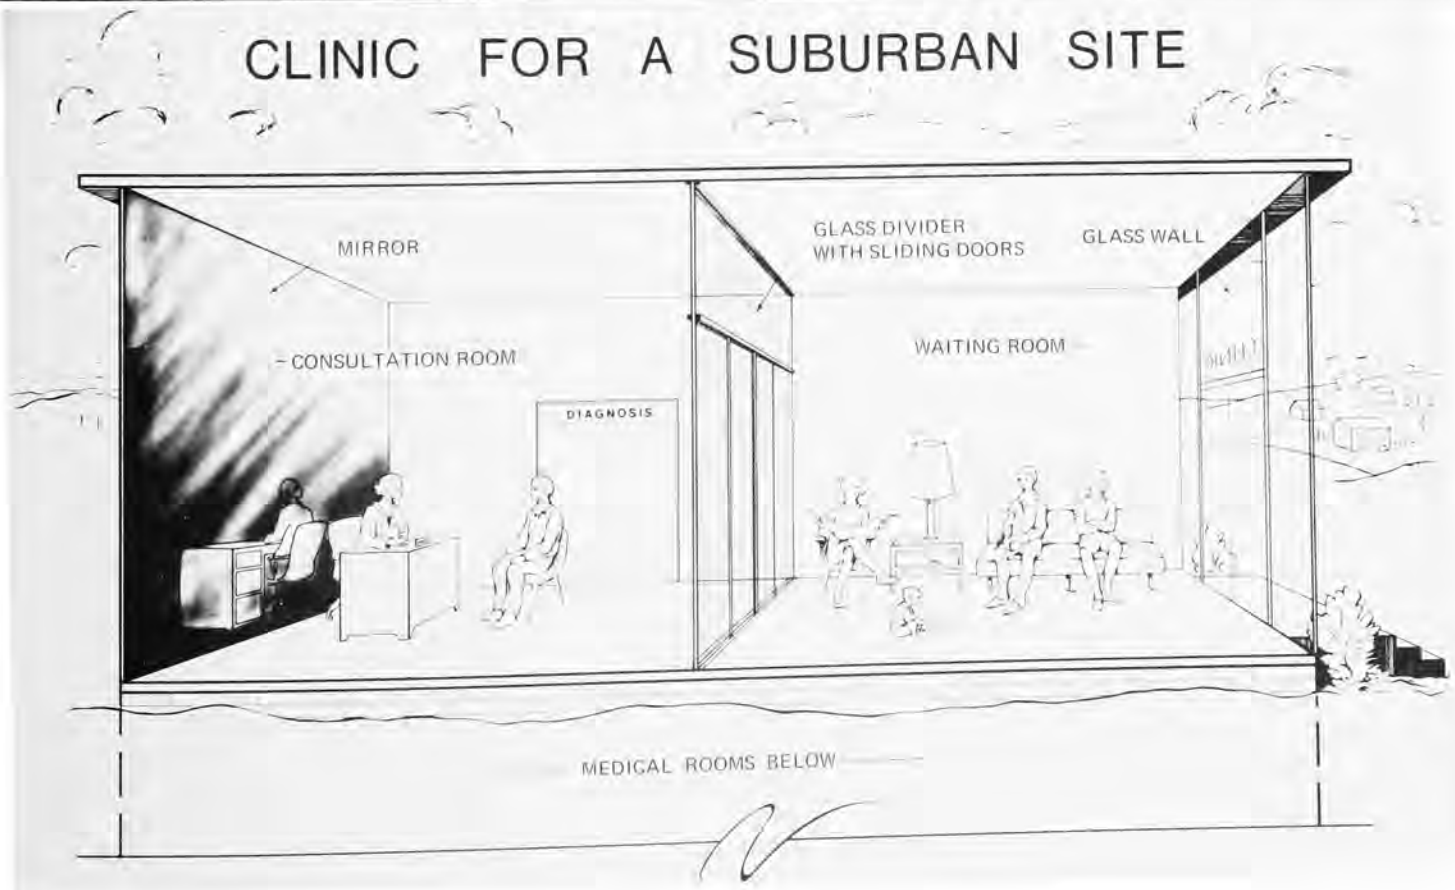 CLINIC FOR A SUBURBAN SITE
MIRROR
GLASS DIVIDER
WITH SLIDING DOORS
GLASS WALL
CONSULTATION ROOM
WAITING ROOM
DIAGNOSIS
MEDICAL ROOMS BELOW